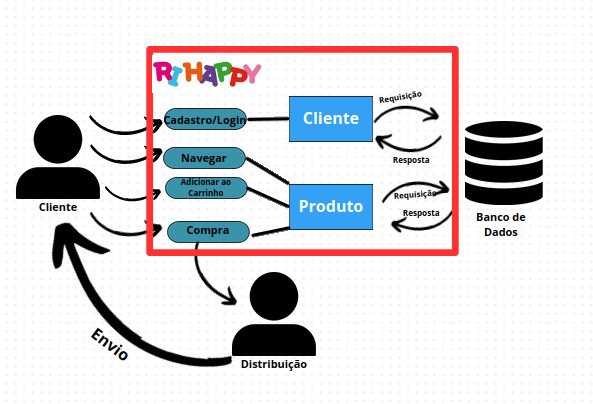 RIHAPPY
Cadastro/Login
Cliente
Requisição
Resposta
Navegar
Adicionar ao
Carrinho
Compra
Produto
Requisição
Resposta
Cliente
Banco de
Dados
Envio
Distribuição